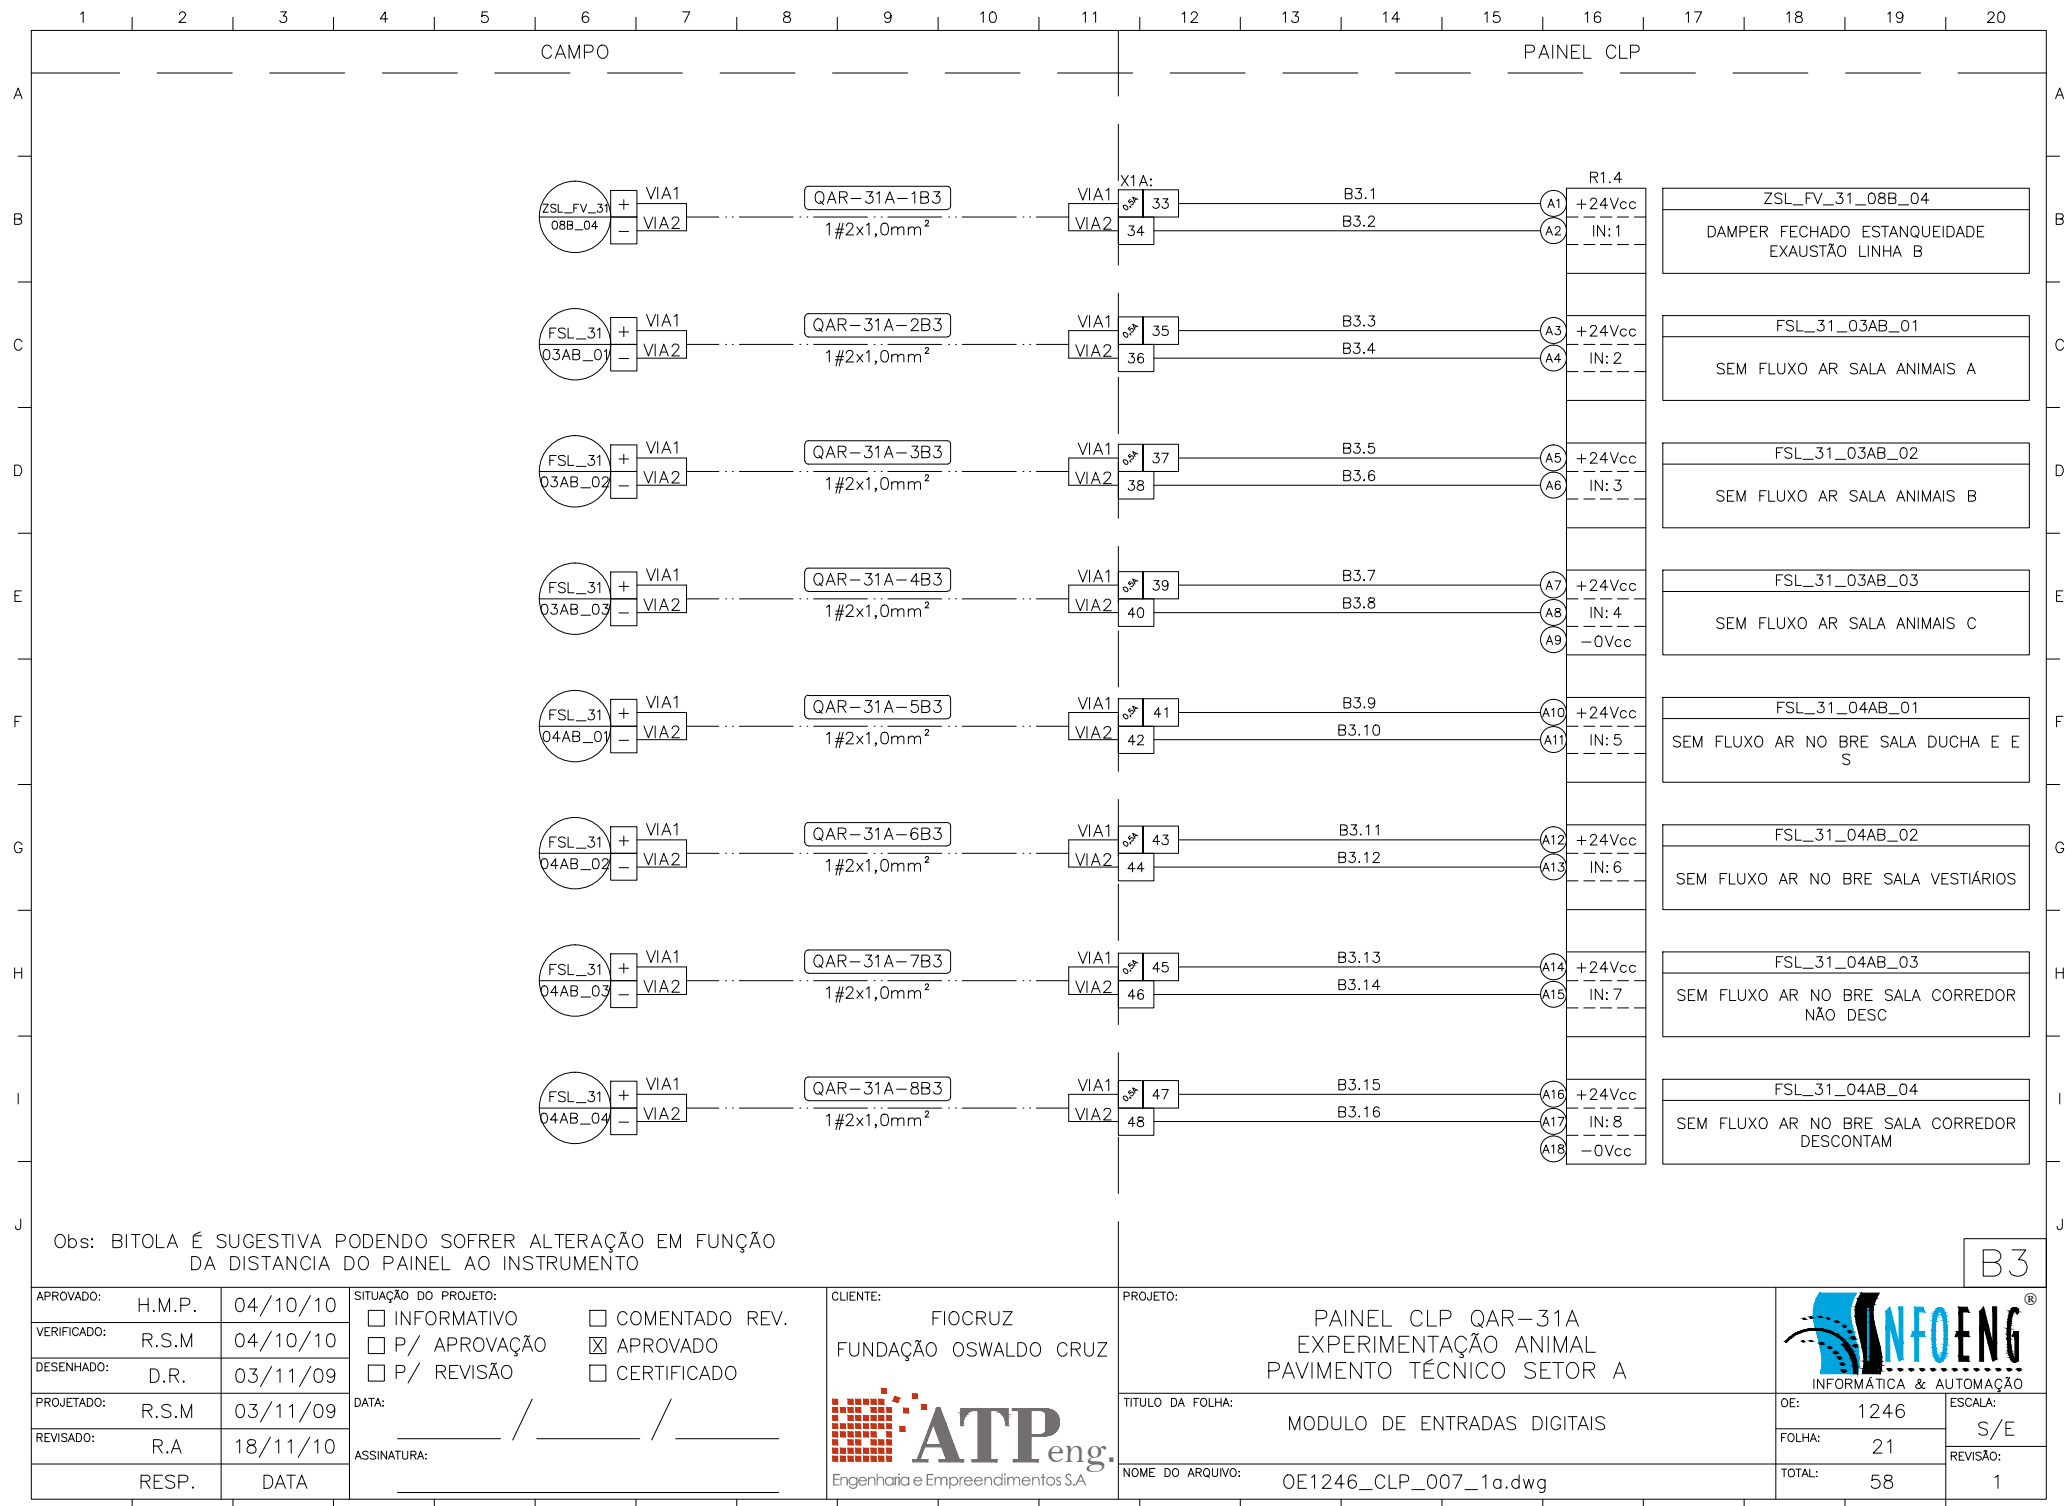 1 2 3 4 5 6 7 8 9 10 11 12 13 14 15 16 17 18 19 20
CAMPO PAINEL CLP
A A
X1A: R1.4
B B
ZSL_FV_31 + VIA1 QAR-31A-1B3 VIA1 0,5A 33 B3.1 A1 +24Vcc ZSL_FV_31_08B_04
08B_04 - VIA2 1#2x1,0mm² VIA2 34 B3.2 A2 IN:1 DAMPER FECHADO ESTANQUEIDADE
EXAUSTÃO LINHA B
C C
FSL_31 + VIA1 QAR-31A-2B3 VIA1 0,5A 35 B3.3 A3 +24Vcc FSL_31_03AB_01
03AB_01 - VIA2 1#2x1,0mm² VIA2 36 B3.4 A4 IN:2
SEM FLUXO AR SALA ANIMAIS A
D D
FSL_31 + VIA1 QAR-31A-3B3 VIA1 0,5A 37 B3.5 A5 +24Vcc FSL_31_03AB_02
03AB_02 - VIA2 1#2x1,0mm² VIA2 38 B3.6 A6 IN:3
SEM FLUXO AR SALA ANIMAIS B
E E
FSL_31 + VIA1 QAR-31A-4B3 VIA1 0,5A 39 B3.7 A7 +24Vcc FSL_31_03AB_03
03AB_03 - VIA2 1#2x1,0mm² VIA2 40 B3.8 A8 IN:4
SEM FLUXO AR SALA ANIMAIS C
A9 -0Vcc
F F
FSL_31 + VIA1 QAR-31A-5B3 VIA1 0,5A 41 B3.9 A10 +24Vcc FSL_31_04AB_01
04AB_01 - VIA2 1#2x1,0mm² VIA2 42 B3.10 A11 IN:5 SEM FLUXO AR NO BRE SALA DUCHA E E
S
G G
FSL_31 + VIA1 QAR-31A-6B3 VIA1 0,5A 43 B3.11 A12 +24Vcc FSL_31_04AB_02
04AB_02 - VIA2 1#2x1,0mm² VIA2 44 B3.12 A13 IN:6
SEM FLUXO AR NO BRE SALA VESTIÁRIOS
H H
FSL_31 + VIA1 QAR-31A-7B3 VIA1 0,5A 45 B3.13 A14 +24Vcc FSL_31_04AB_03
04AB_03 - VIA2 1#2x1,0mm² VIA2 46 B3.14 A15 IN:7 SEM FLUXO AR NO BRE SALA CORREDOR
NÃO DESC
I I
FSL_31 + VIA1 QAR-31A-8B3 VIA1 0,5A 47 B3.15 A16 +24Vcc FSL_31_04AB_04
04AB_04 - VIA2 1#2x1,0mm² VIA2 48 B3.16 A17 IN:8 SEM FLUXO AR NO BRE SALA CORREDOR
DESCONTAM
A18 -0Vcc
J J
Obs: BITOLA É SUGESTIVA PODENDO SOFRER ALTERAÇÃO EM FUNÇÃO
DA DISTANCIA DO PAINEL AO INSTRUMENTO
B3
APROVADO: H.M.P. 04/10/10
VERIFICADO: R.S.M 04/10/10
DESENHADO: D.R. 03/11/09
PROJETADO: R.S.M 03/11/09
REVISADO: R.A 18/11/10
RESP. DATA
SITUAÇÃO DO PROJETO:
INFORMATIVO COMENTADO REV.
P/ APROVAÇÃO X APROVADO
P/ REVISÃO CERTIFICADO
DATA: / /
ASSINATURA:
CLIENTE:
FIOCRUZ
FUNDAÇÃO OSWALDO CRUZ
ATPeng.
Engenharia e Empreendimentos S.A
PROJETO:
PAINEL CLP QAR-31A
EXPERIMENTAÇÃO ANIMAL
PAVIMENTO TÉCNICO SETOR A
TITULO DA FOLHA:
MODULO DE ENTRADAS DIGITAIS
NOME DO ARQUIVO: OE1246_CLP_007_1a.dwg
INFOENG ®
INFORMÁTICA & AUTOMAÇÃO
OE: 1246
FOLHA: 21
TOTAL: 58
ESCALA:
S/E
REVISÃO:
1